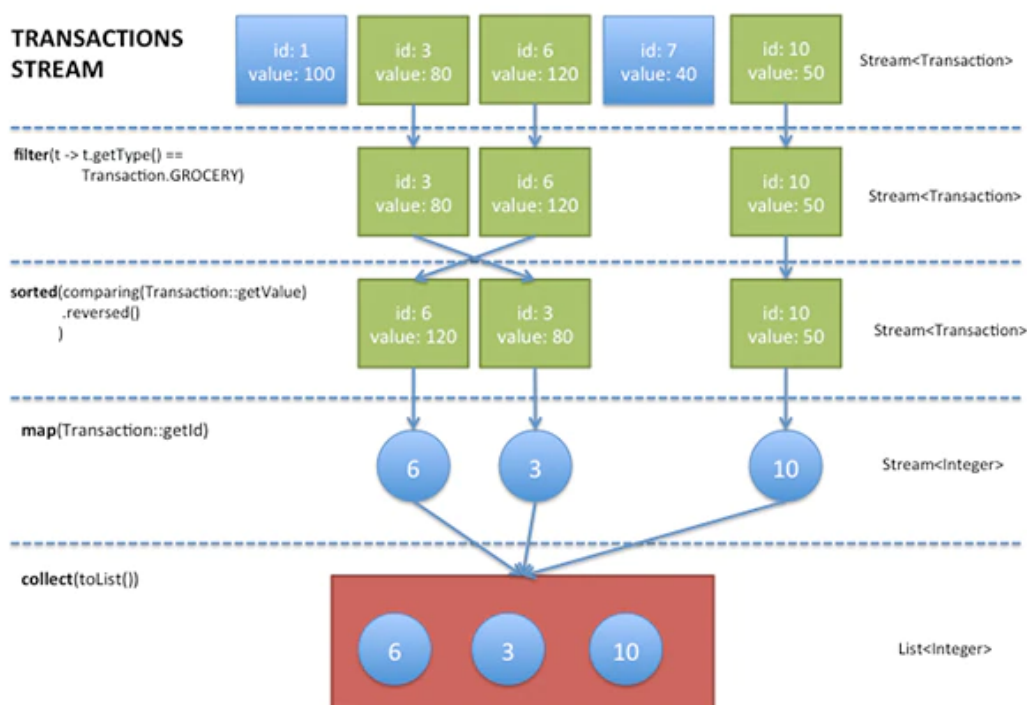 TRANSACTIONS
STREAM
id: 1
value: 100
id: 3
value: 80
id: 6
value: 120
id: 7
value: 40
id: 10
value: 50
Stream<Transaction>
filter(t -> t.getType() ==
Transaction.GROCERY}
id: 3
value: 80
id: 6
value: 120
id: 10
value: 50
Stream<Transaction>
sorted(comparing(Transaction::getValue)
.reversed()
)
id: 6
value: 120
id: 3
value: 80
id: 10
value: 50
Stream<Transaction>
map(Transaction::getId)
6
3
10
Stream<Integer>
collect(toList())
6
3
10
List<Integer>